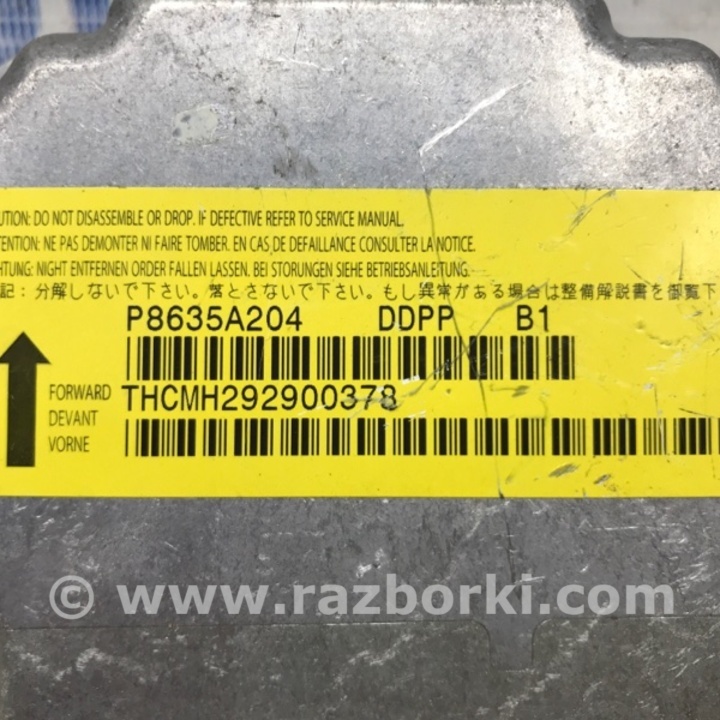 UTION: DO NOT DISASSEMBLE OR DROP. IF DEFECTIVE REFER TO SERVICE MANUAL.
TENTION: NE PAS DEMONTER NI FAIRE TOMBER. EN CAS DE DEFAILLANCE CONSULTER LA NOTICE.
HTUNG: NIGHT ENTFERNEN ORDER FALLEN LASSEN. BEI STORUNGEN SIEHE BETRIEBSANLEITUNG.
記：分解しないで下さい。落とさないで下さい。もし異常がある場合は整備解説書を御覧下
P8635A204 DDPP B1
FORWARD THCMH292900378
DEVANT
VORNE
© www.razborki.com